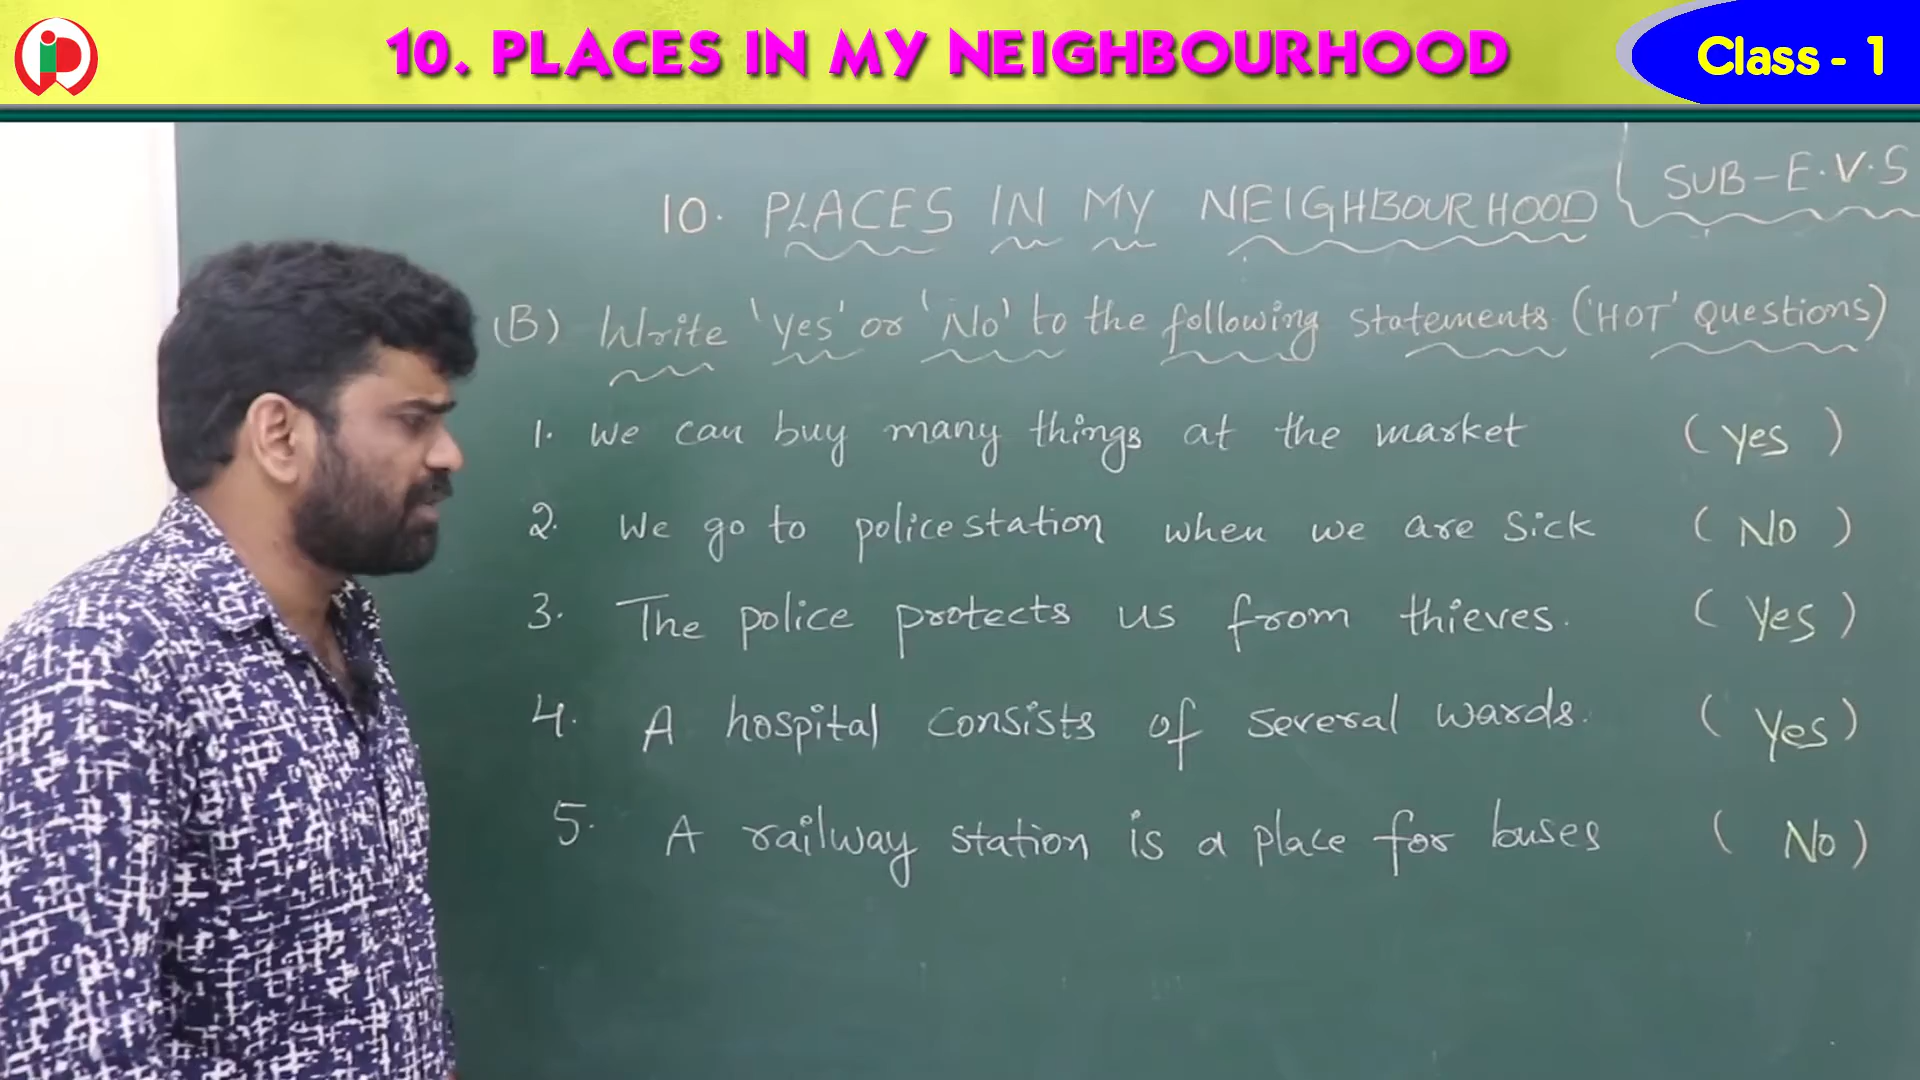 10. PLACES IN MY NEIGHBOURHOOD
Class - 1
SUB-E.V.S
10. PLACES IN MY NEIGHBOURHOOD
(B) Write 'yes' or 'No' to the following statements ('HOT' Questions)
1. We can buy many things at the market (yes)
2. We go to police station when we are sick (No)
3. The police protects us from thieves. (Yes)
4. A hospital consists of several wards. (Yes)
5. A railway station is a place for buses (No)